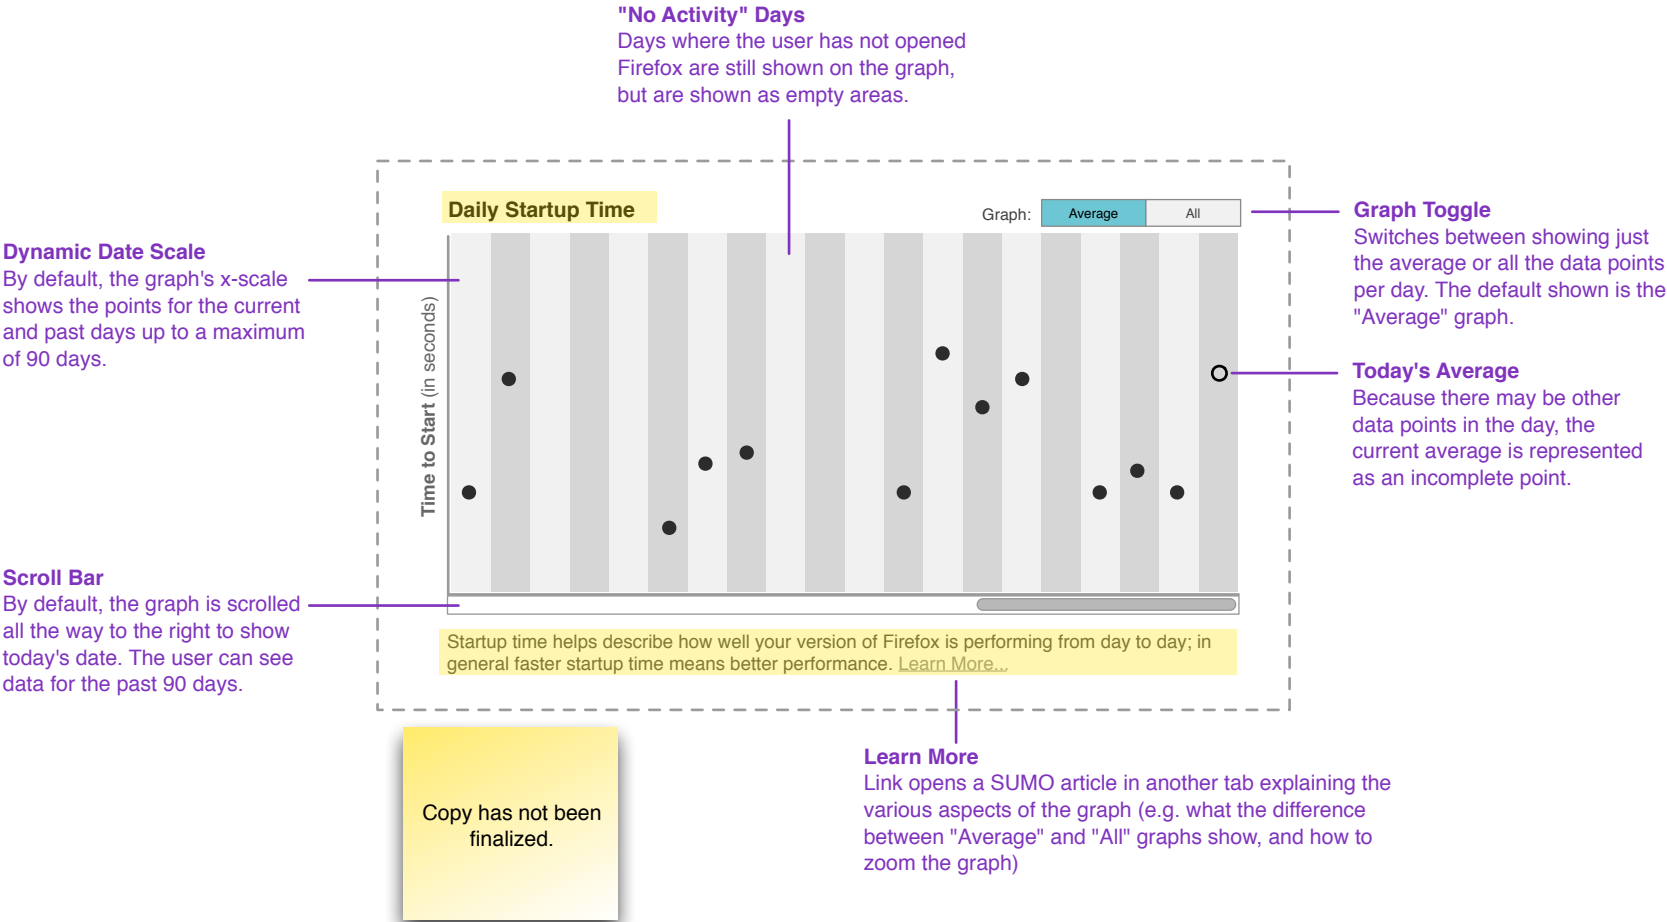 "No Activity" Days
Days where the user has not opened
Firefox are still shown on the graph,
but are shown as empty areas.
Daily Startup Time
Graph:
Average
All
Graph Toggle
Switches between showing just
the average or all the data points
per day. The default shown is the
"Average" graph.
Dynamic Date Scale
By default, the graph's x-scale
shows the points for the current
and past days up to a maximum
of 90 days.
Time to Start (in seconds)
Today's Average
Because there may be other
data points in the day, the
current average is represented
as an incomplete point.
Scroll Bar
By default, the graph is scrolled
all the way to the right to show
today's date. The user can see
data for the past 90 days.
Startup time helps describe how well your version of Firefox is performing from day to day; in
general faster startup time means better performance. Learn More...
Copy has not been
finalized.
Learn More
Link opens a SUMO article in another tab explaining the
various aspects of the graph (e.g. what the difference
between "Average" and "All" graphs show, and how to
zoom the graph)